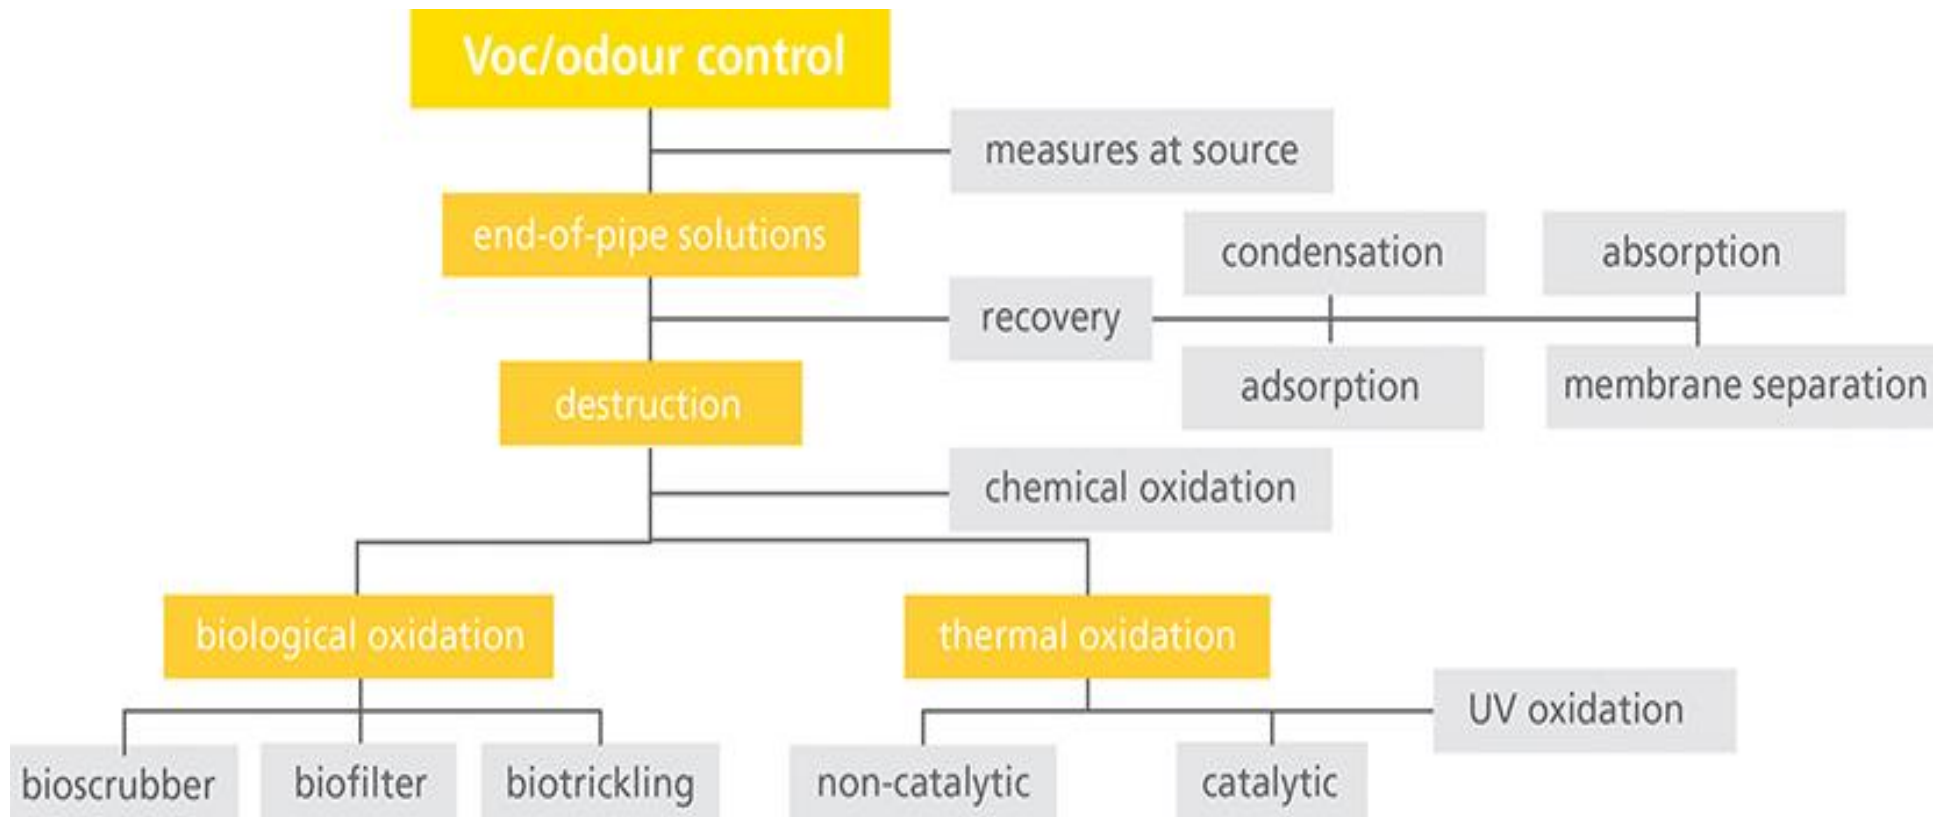 Voc/odour control
measures at source
end-of-pipe solutions
condensation
absorption
recovery
adsorption
membrane separation
destruction
chemical oxidation
biological oxidation
thermal oxidation
UV oxidation
bioscrubber
biofilter
biotrickling
non-catalytic
catalytic